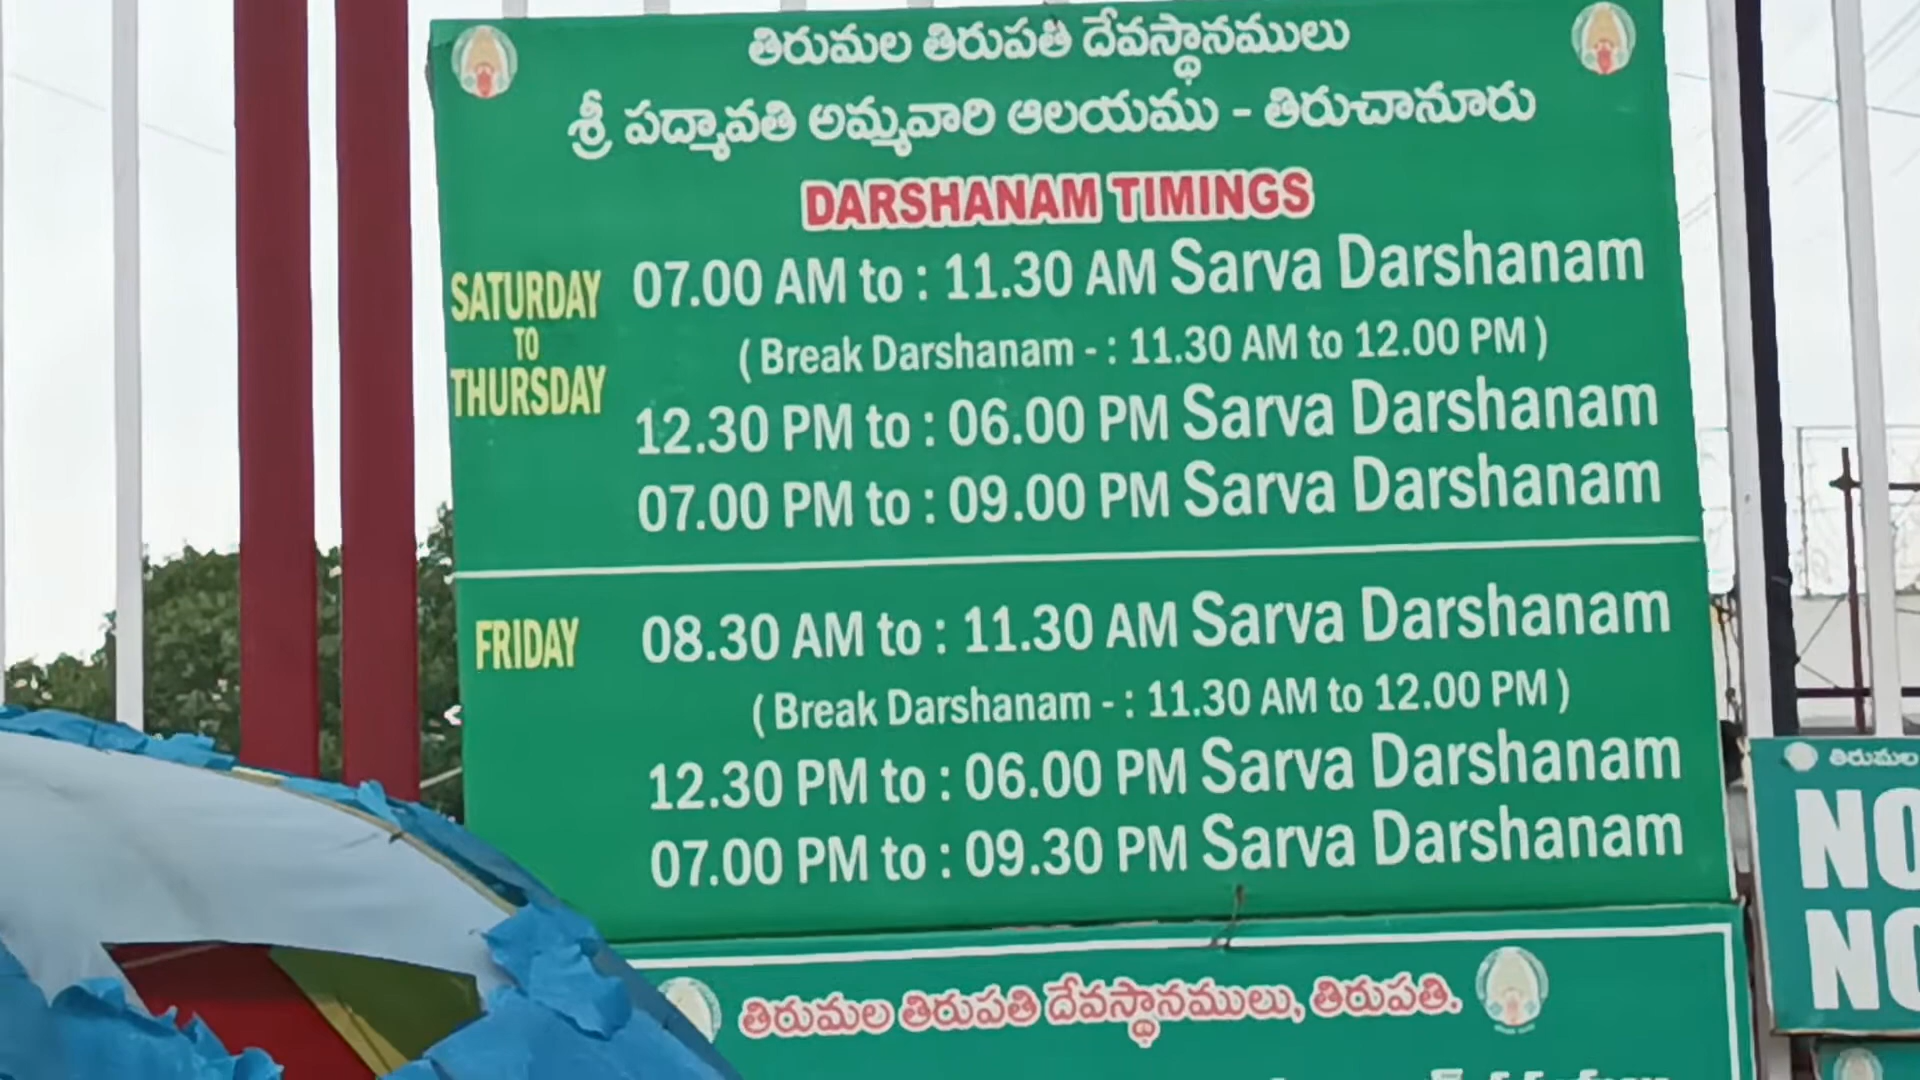 తిరుమల తిరుపతి దేవస్థానములు
శ్రీ పద్మావతి అమ్మవారి ఆలయము - తిరుచానూరు
DARSHANAM TIMINGS
SATURDAY TO THURSDAY
07.00 AM to : 11.30 AM Sarva Darshanam
( Break Darshanam - : 11.30 AM to 12.00 PM )
12.30 PM to : 06.00 PM Sarva Darshanam
07.00 PM to : 09.00 PM Sarva Darshanam
FRIDAY
08.30 AM to : 11.30 AM Sarva Darshanam
( Break Darshanam - : 11.30 AM to 12.00 PM )
12.30 PM to : 06.00 PM Sarva Darshanam
07.00 PM to : 09.30 PM Sarva Darshanam
తిరుమల తిరుపతి దేవస్థానములు, తిరుపతి.
తిరుమల
NO
NO